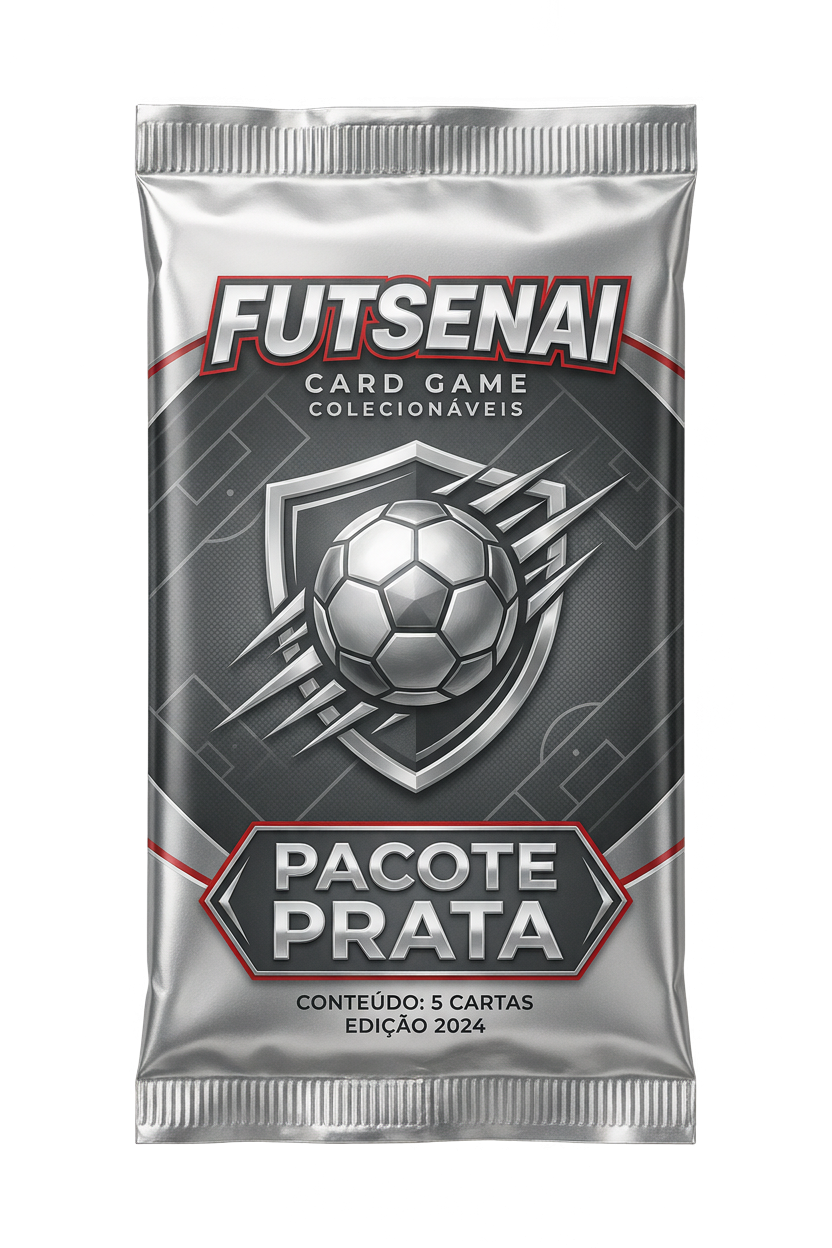 FUTSENAI
CARD GAME
COLECIONÁVEIS
PACOTE
PRATA
CONTEÚDO: 5 CARTAS
EDIÇÃO 2024